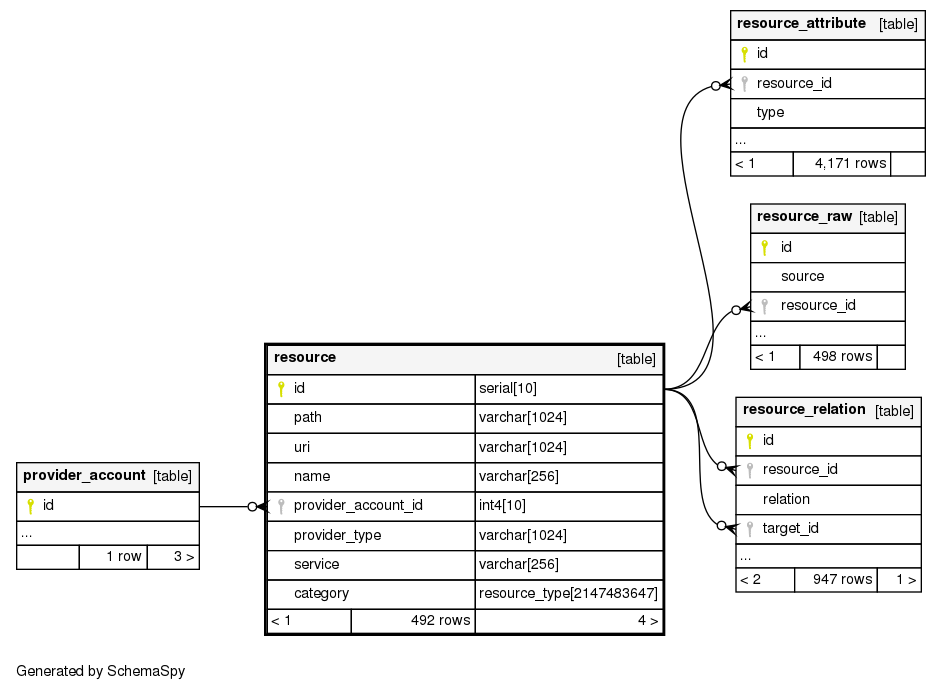 resource_attribute [table]
id
resource_id
type
...
< 1 4,171 rows
resource_raw [table]
id
source
resource_id
...
< 1 498 rows
resource_relation [table]
id
resource_id
relation
target_id
...
< 2 947 rows 1 >
resource [table]
id serial[10]
path varchar[1024]
uri varchar[1024]
name varchar[256]
provider_account_id int4[10]
provider_type varchar[1024]
service varchar[256]
category resource_type[2147483647]
< 1 492 rows 4 >
provider_account [table]
id
...
1 row 3 >
Generated by SchemaSpy